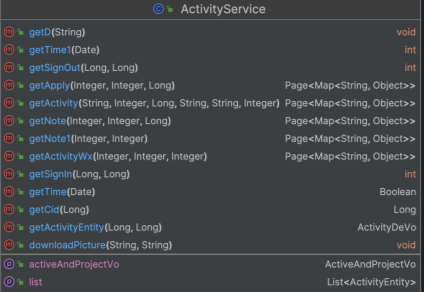 ActivityService
getD(String) void
getTime1(Date) int
getSignOut(Long, Long) int
getApply(Integer, Integer, Long) Page<Map<String, Object>>
getActivity(String, Integer, Long, String, String, Integer) Page<Map<String, Object>>
getNote(Integer, Integer, Long) Page<Map<String, Object>>
getNote1(Integer, Integer) Page<Map<String, Object>>
getActivityWx(Integer, Integer, Integer) Page<Map<String, Object>>
getSignIn(Long, Long) int
getTime(Date) Boolean
getCid(Long) Long
getActivityEntity(Long, Long) ActivityDeVo
downloadPicture(String, String) void
activeAndProjectVo ActiveAndProjectVo
list List<ActivityEntity>